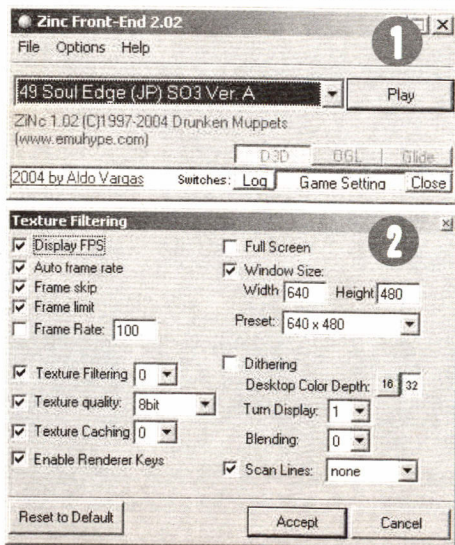 Zinc Front-End 2.02
1
File Options Help
49 Soul Edge (JP) SO3 Ver. A
Play
ZiNc 1.02 (C)1997-2004 Drunken Muppets
(www.emuhype.com)
D3D OGL Glide
2004 by Aldo Vargas Switches: Log Game Setting Close
Texture Filtering
2
Display FPS
Auto frame rate
Frame skip
Frame limit
Frame Rate: 100
Texture Filtering 0
Texture quality: 8bit
Texture Caching 0
Enable Renderer Keys
Full Screen
Window Size:
Width 640 Height 480
Preset: 640 x 480
Dithering
Desktop Color Depth: 16 32
Turn Display: 1
Blending: 0
Scan Lines: none
Reset to Default
Accept
Cancel